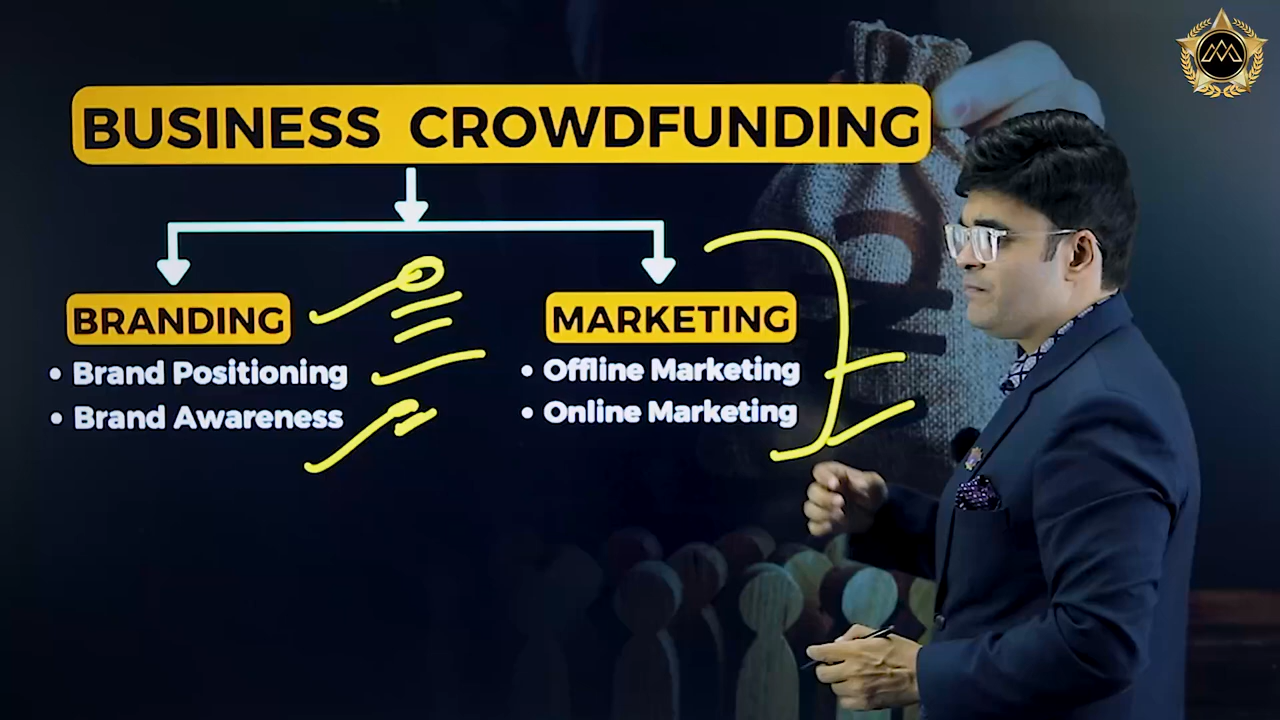 BUSINESS CROWDFUNDING
BRANDING
• Brand Positioning
• Brand Awareness
MARKETING
• Offline Marketing
• Online Marketing